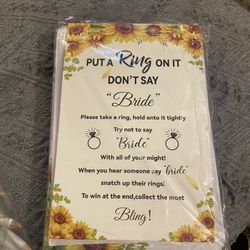 PUT A Ring ON IT
DON'T SAY
"Bride"
Please take a ring, hold onto it tightly
Try not to say
"Bride"
With all of your might!
When you hear someone say "bride"
snatch up their rings!
To win at the end,collect the most
Bling!